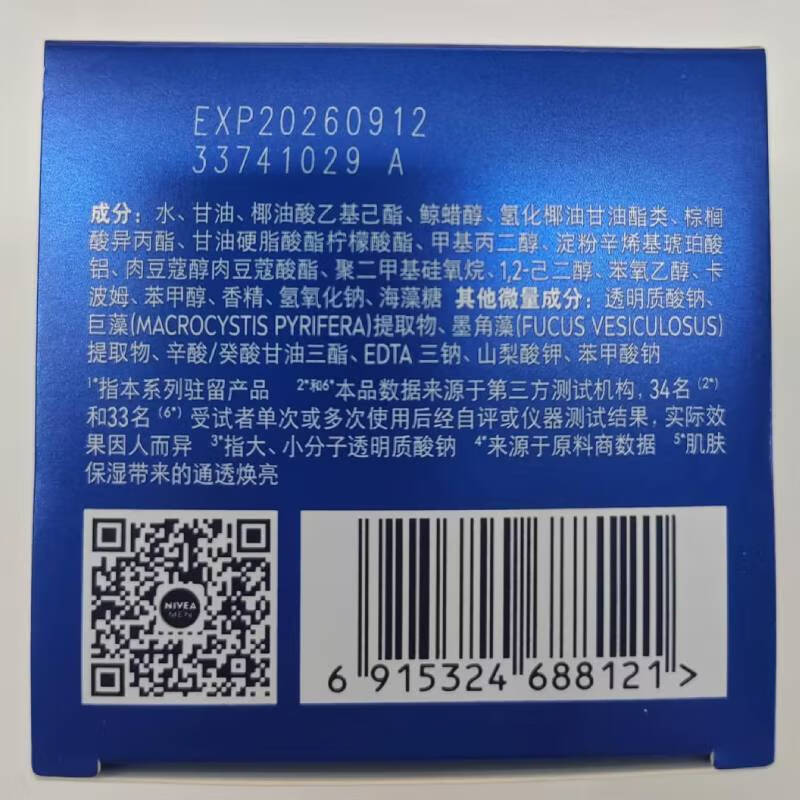 EXP20260912
33741029 A
成分：水、甘油、椰油酸乙基己酯、鲸蜡醇、氢化椰油甘油酯类、棕榈
酸异丙酯、甘油硬脂酸酯柠檬酸酯、甲基丙二醇、淀粉辛烯基琥珀酸
铝、肉豆蔻醇肉豆蔻酸酯、聚二甲基硅氧烷、1,2-己二醇、苯氧乙醇、卡
波姆、苯甲醇、香精、氢氧化钠、海藻糖 其他微量成分：透明质酸钠、
巨藻(MACROCYSTIS PYRIFERA)提取物、墨角藻(FUCUS VESICULOSUS)
提取物、辛酸/癸酸甘油三酯、EDTA 三钠、山梨酸钾、苯甲酸钠
1*指本系列驻留产品 2*和6*本品数据来源于第三方测试机构，34名(2*)
和33名(6*)受试者单次或多次使用后经自评或仪器测试结果，实际效
果因人而异 3*指大、小分子透明质酸钠 4*来源于原料商数据 5*肌肤
保湿带来的通透焕亮
NIVEA
MEN
6 915324 688121 >